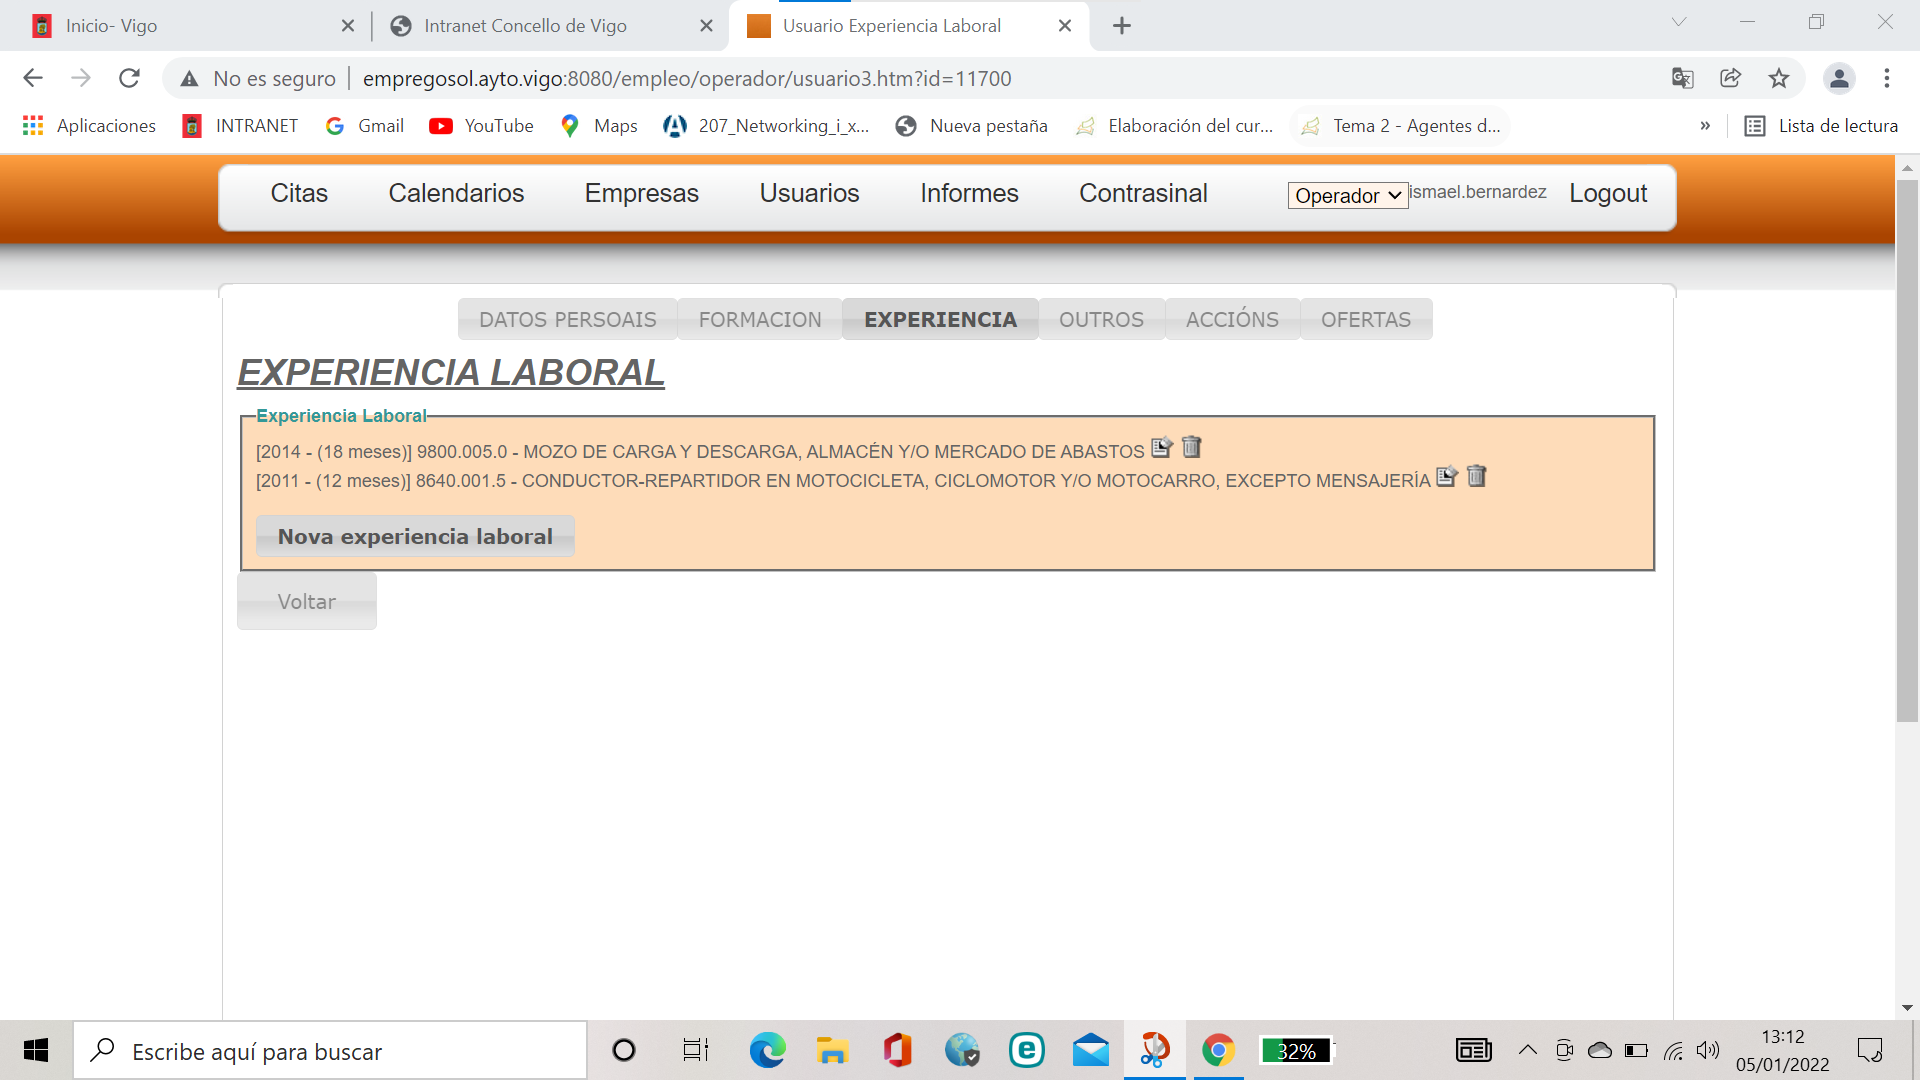 Inicio- Vigo
Intranet Concello de Vigo
Usuario Experiencia Laboral
No es seguro
empregosol.ayto.vigo:8080/empleo/operador/usuario3.htm?id=11700
Aplicaciones
INTRANET
Gmail
YouTube
Maps
207_Networking_i_x...
Nueva pestaña
Elaboración del cur...
Tema 2 - Agentes d...
»
Lista de lectura
Citas
Calendarios
Empresas
Usuarios
Informes
Contrasinal
Operador
ismael.bernardez
Logout
DATOS PERSOAIS
FORMACION
EXPERIENCIA
OUTROS
ACCIÓNS
OFERTAS
EXPERIENCIA LABORAL
Experiencia Laboral
[2014 - (18 meses)] 9800.005.0 - MOZO DE CARGA Y DESCARGA, ALMACÉN Y/O MERCADO DE ABASTOS
[2011 - (12 meses)] 8640.001.5 - CONDUCTOR-REPARTIDOR EN MOTOCICLETA, CICLOMOTOR Y/O MOTOCARRO, EXCEPTO MENSAJERÍA
Nova experiencia laboral
Voltar
Escribe aquí para buscar
32%
13:12
05/01/2022